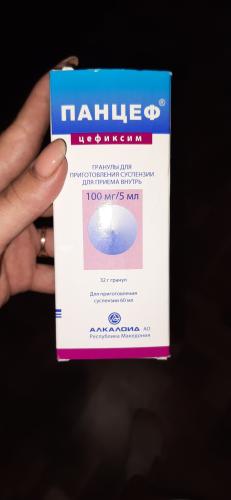 ПАНЦЕФ®
цефиксим
ГРАНУЛЫ ДЛЯ
ПРИГОТОВЛЕНИЯ СУСПЕНЗИИ
ДЛЯ ПРИЕМА ВНУТРЬ
100 мг/5 мл
32 г гранул
Для приготовления
суспензии 60 мл
АЛКАЛОИД АО
Республика Македония